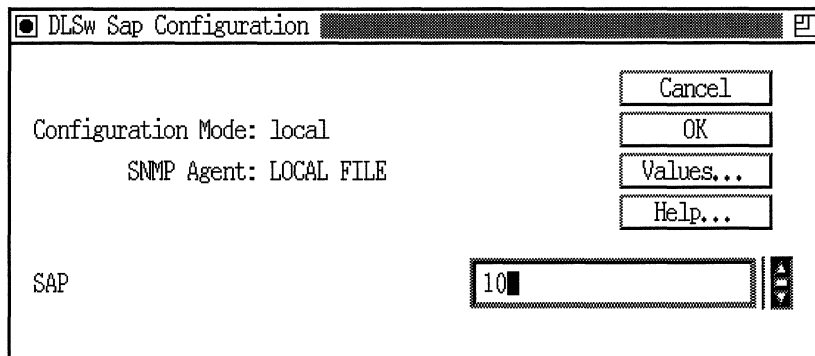 DLSw Sap Configuration
Cancel
Configuration Mode: local
OK
SNMP Agent: LOCAL FILE
Values...
Help...
SAP
10